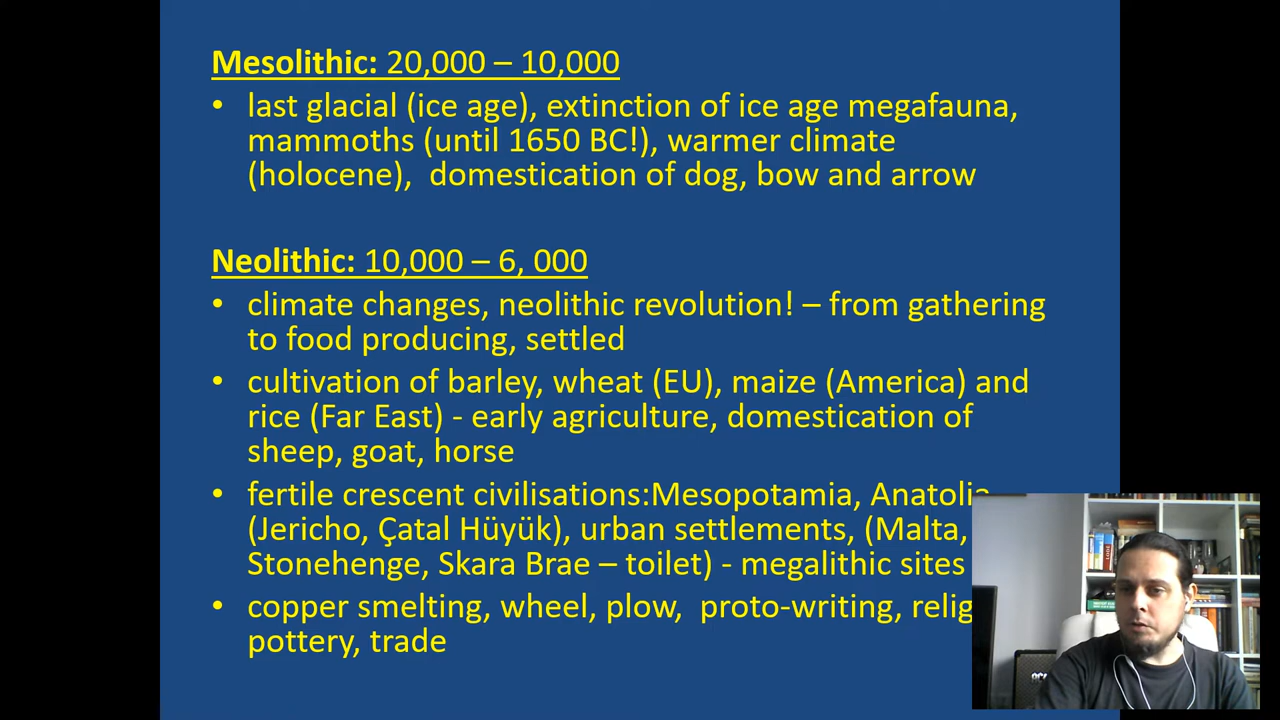 Mesolithic: 20,000 – 10,000
• last glacial (ice age), extinction of ice age megafauna,
mammoths (until 1650 BC!), warmer climate
(holocene),  domestication of dog, bow and arrow
Neolithic: 10,000 – 6, 000
• climate changes, neolithic revolution! – from gathering
to food producing, settled
• cultivation of barley, wheat (EU), maize (America) and
rice (Far East) - early agriculture, domestication of
sheep, goat, horse
• fertile crescent civilisations:Mesopotamia, Anatolia
(Jericho, Çatal Hüyük), urban settlements, (Malta,
Stonehenge, Skara Brae – toilet) - megalithic sites
• copper smelting, wheel, plow,  proto-writing,
pottery, trade